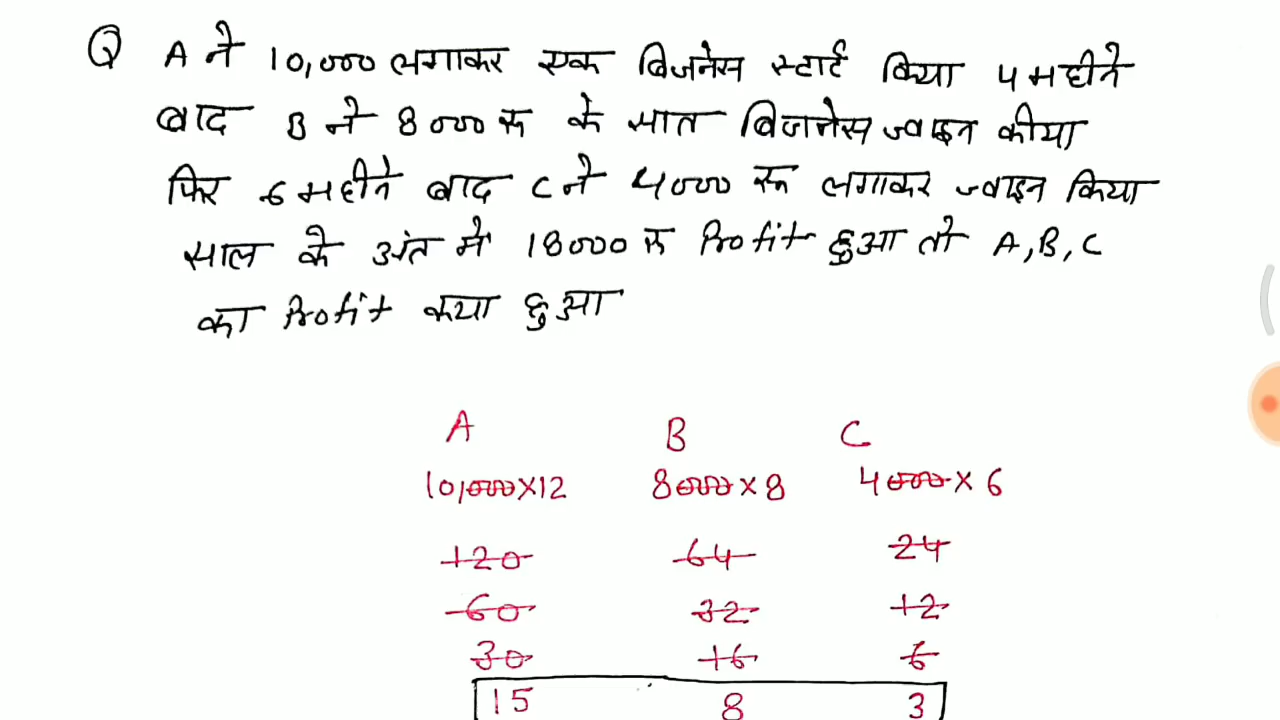 Q A ने 10,000 लगाकर एक बिजनेस स्टार्ट किया 4 महीने
बाद B ने 8000 रू के सात बिजनेस ज्वाइन कीया
फिर 6 महीने बाद C ने 4000 रू लगाकर ज्वाइन किया
साल के अंत में 18000 रू Profit हुआ तो A, B, C
का Profit क्या हुआ
A B C
10,000×12 8000×8 4000×6
120 64 24
60 32 12
30 16 6
15 8 3